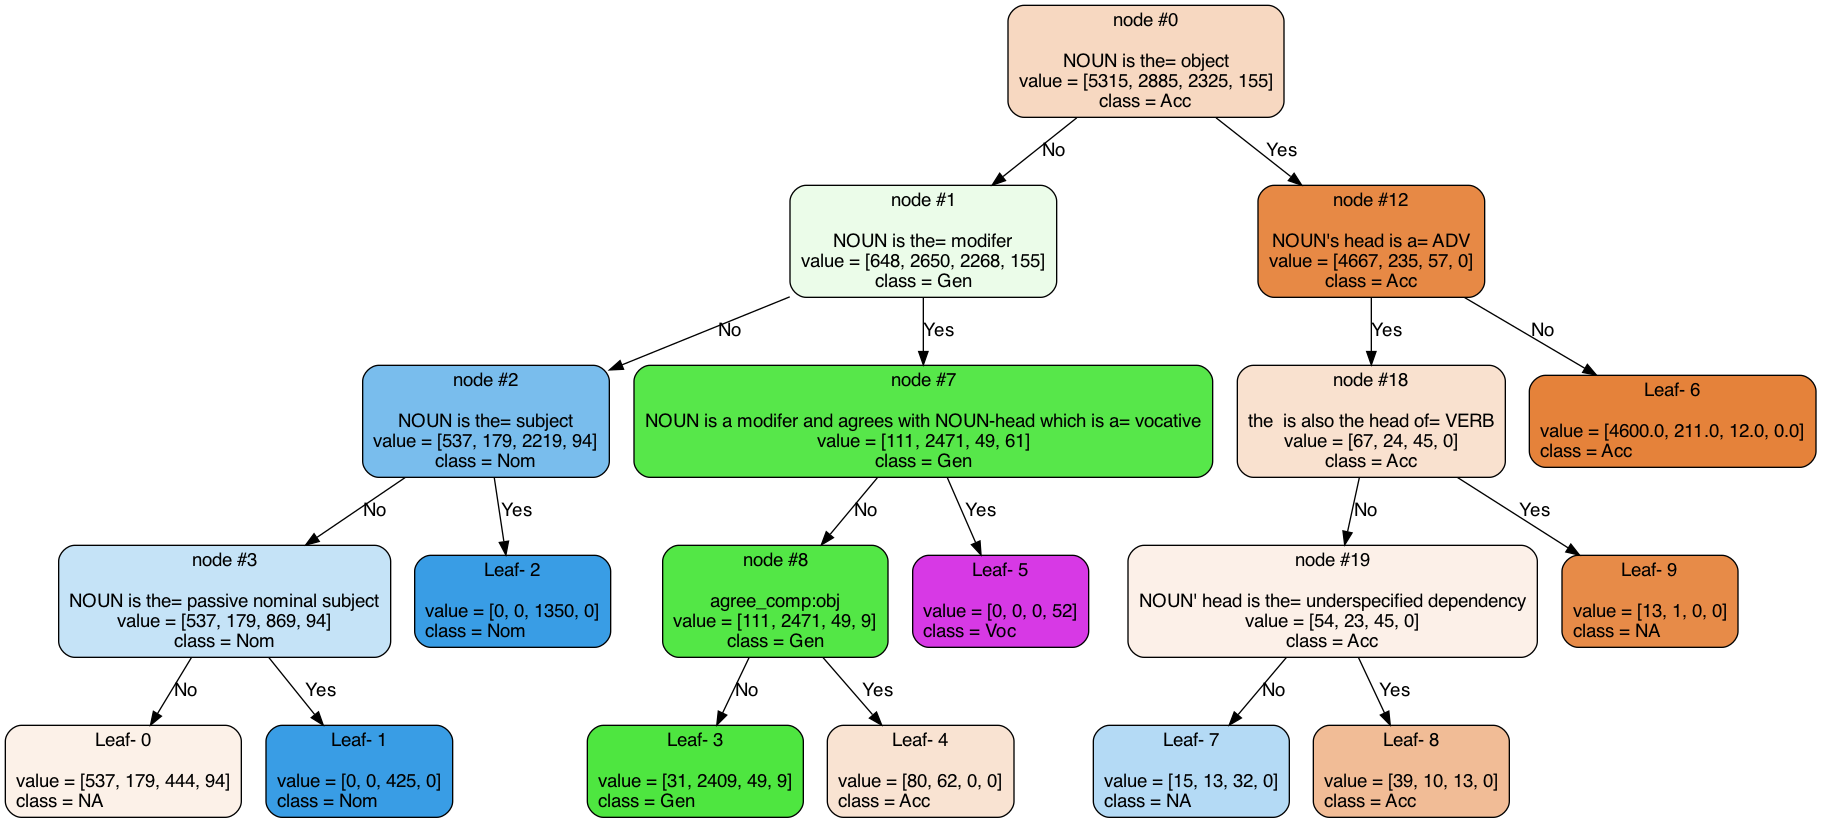 node #0
NOUN is the= object
value = [5315, 2885, 2325, 155]
class = Acc
No
Yes
node #1
NOUN is the= modifer
value = [648, 2650, 2268, 155]
class = Gen
node #12
NOUN's head is a= ADV
value = [4667, 235, 57, 0]
class = Acc
No
Yes
Yes
No
node #2
NOUN is the= subject
value = [537, 179, 2219, 94]
class = Nom
node #7
NOUN is a modifer and agrees with NOUN-head which is a= vocative
value = [111, 2471, 49, 61]
class = Gen
node #18
the  is also the head of= VERB
value = [67, 24, 45, 0]
class = Acc
Leaf- 6
value = [4600.0, 211.0, 12.0, 0.0]
class = Acc
No
Yes
No
Yes
No
Yes
node #3
NOUN is the= passive nominal subject
value = [537, 179, 869, 94]
class = Nom
Leaf- 2
value = [0, 0, 1350, 0]
class = Nom
node #8
agree_comp:obj
value = [111, 2471, 49, 9]
class = Gen
Leaf- 5
value = [0, 0, 0, 52]
class = Voc
node #19
NOUN' head is the= underspecified dependency
value = [54, 23, 45, 0]
class = Acc
Leaf- 9
value = [13, 1, 0, 0]
class = NA
No
Yes
No
Yes
No
Yes
Leaf- 0
value = [537, 179, 444, 94]
class = NA
Leaf- 1
value = [0, 0, 425, 0]
class = Nom
Leaf- 3
value = [31, 2409, 49, 9]
class = Gen
Leaf- 4
value = [80, 62, 0, 0]
class = Acc
Leaf- 7
value = [15, 13, 32, 0]
class = NA
Leaf- 8
value = [39, 10, 13, 0]
class = Acc